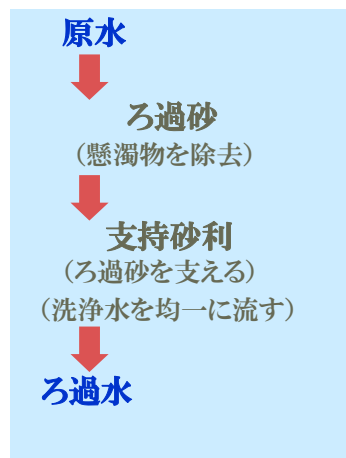 原水
ろ過砂
（懸濁物を除去）
支持砂利
（ろ過砂を支える）
（洗浄水を均一に流す）
ろ過水